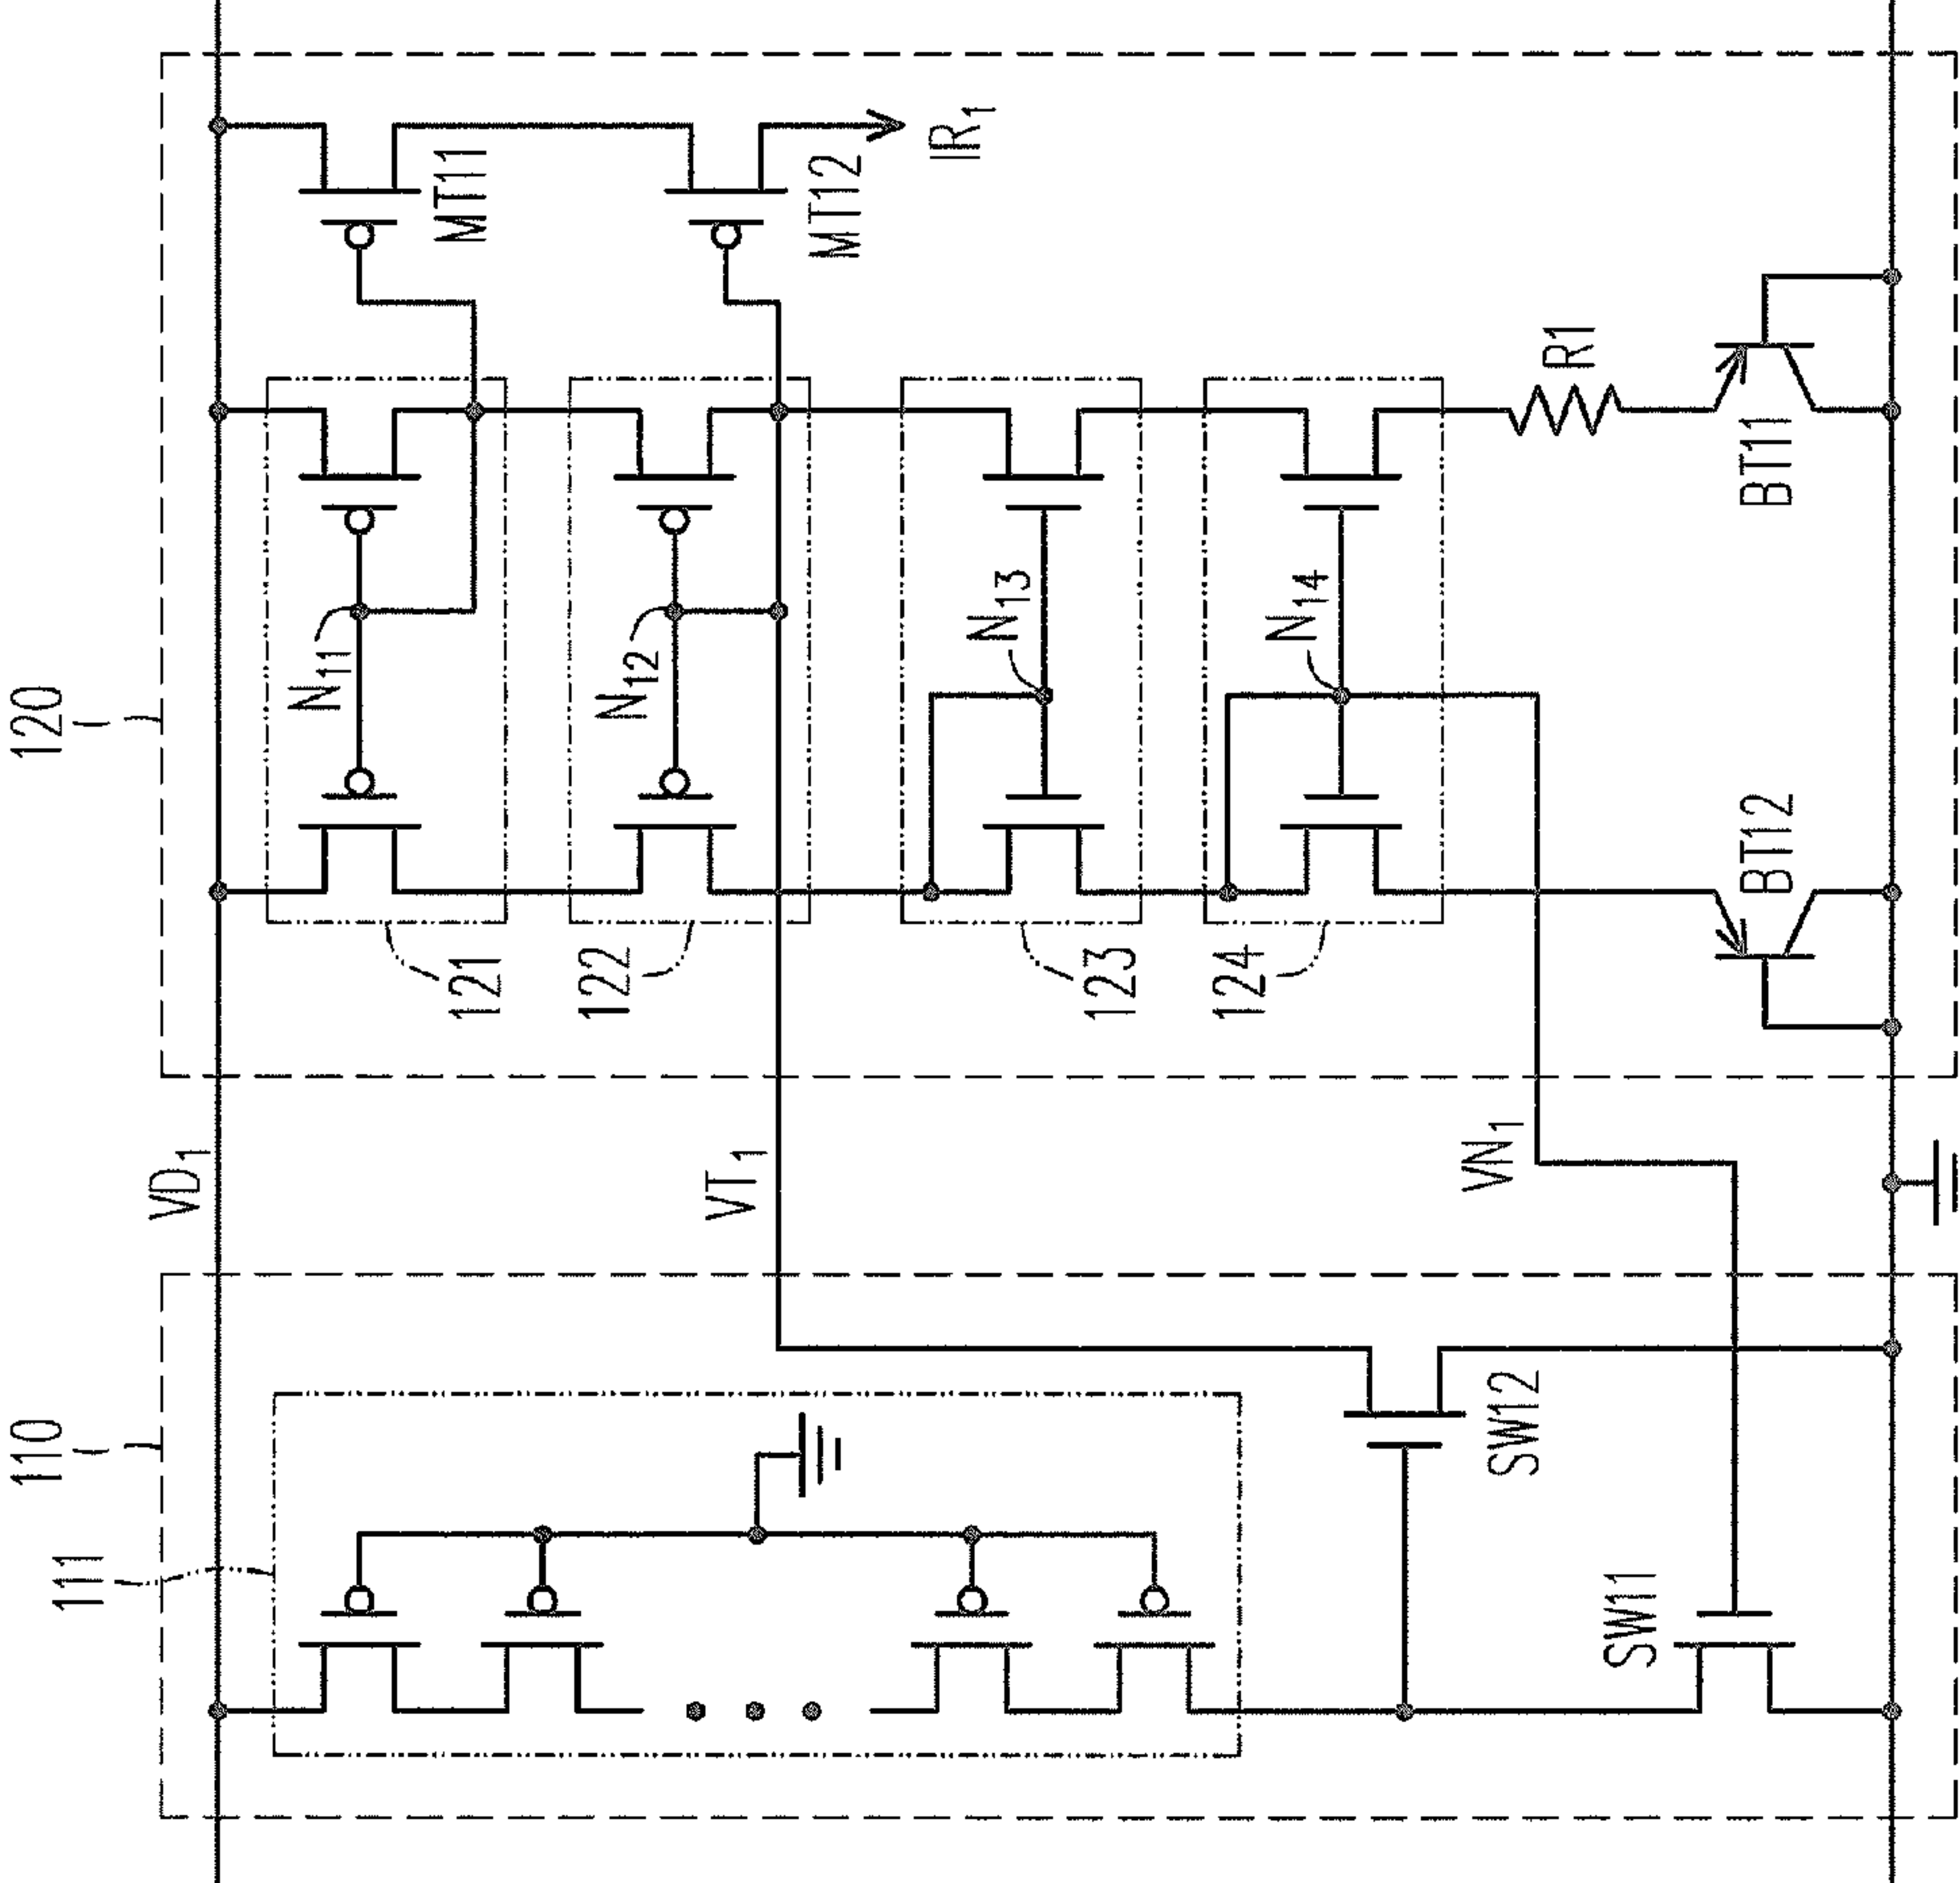 120
110
111
VD₁
VT₁
VN₁
121
122
123
124
N₁₁
N₁₂
N₁₃
N₁₄
MT11
MT12
IR₁
R1
BT11
BT12
SW12
SW11